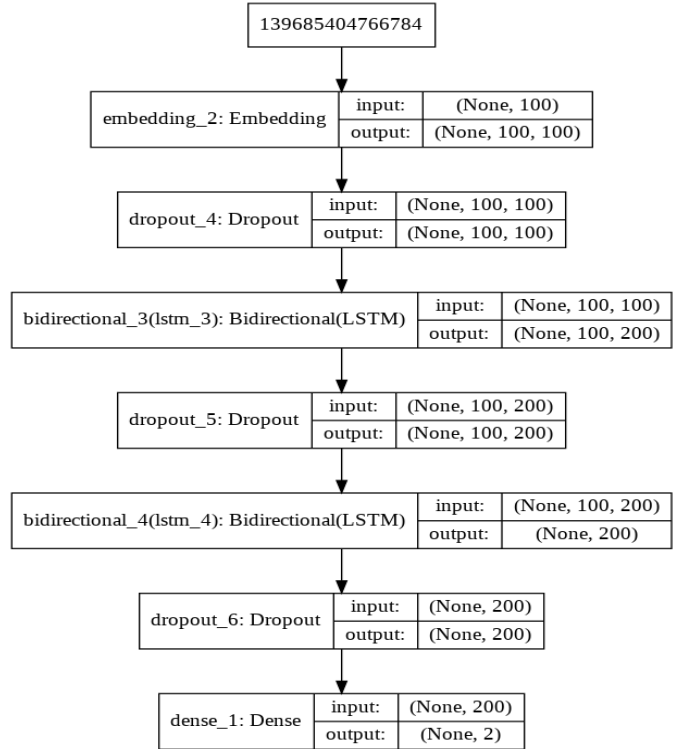 139685404766784
embedding_2: Embedding
input: (None, 100)
output: (None, 100, 100)
dropout_4: Dropout
input: (None, 100, 100)
output: (None, 100, 100)
bidirectional_3(lstm_3): Bidirectional(LSTM)
input: (None, 100, 100)
output: (None, 100, 200)
dropout_5: Dropout
input: (None, 100, 200)
output: (None, 100, 200)
bidirectional_4(lstm_4): Bidirectional(LSTM)
input: (None, 100, 200)
output: (None, 200)
dropout_6: Dropout
input: (None, 200)
output: (None, 200)
dense_1: Dense
input: (None, 200)
output: (None, 2)